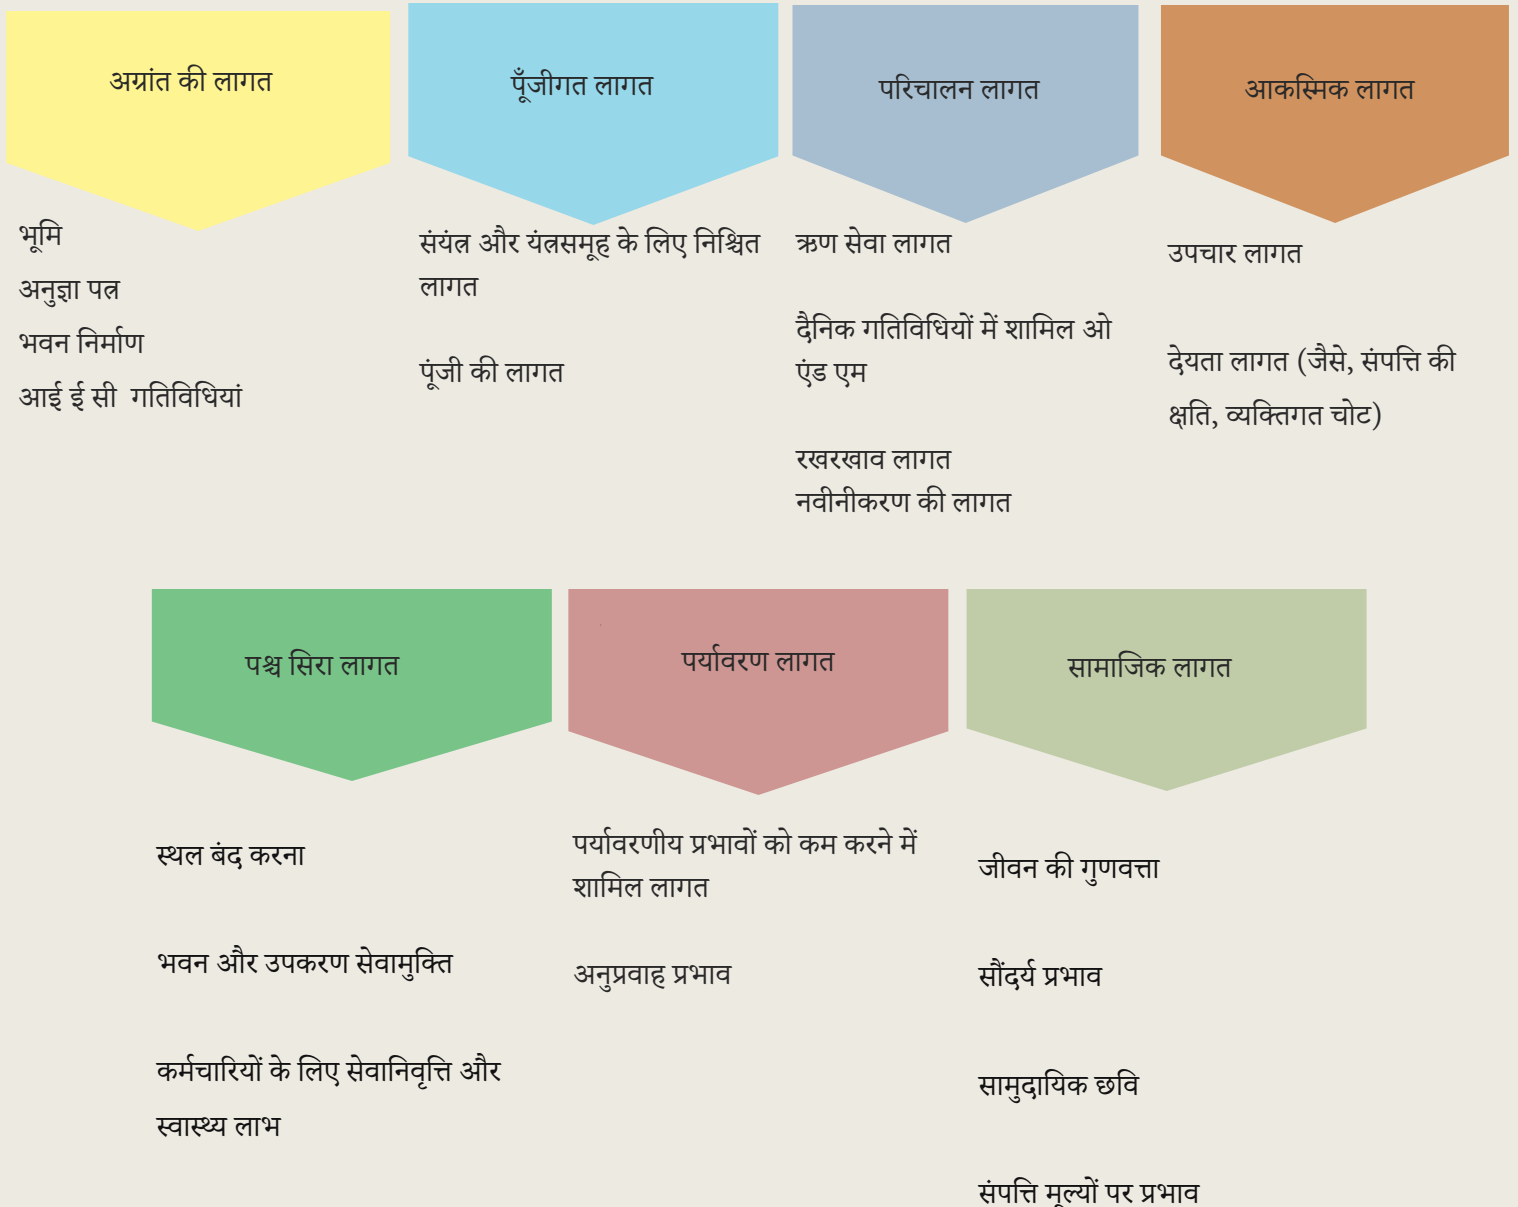 अग्रांत की लागत
भूमि
अनुज्ञा पत्र
भवन निर्माण
आई ई सी गतिविधियां
पूँजीगत लागत
संयंत्र और यंत्रसमूह के लिए निश्चित
लागत
पूंजी की लागत
परिचालन लागत
ऋण सेवा लागत
दैनिक गतिविधियों में शामिल ओ
एंड एम
रखरखाव लागत
नवीनीकरण की लागत
आकस्मिक लागत
उपचार लागत
देयता लागत (जैसे, संपत्ति की
क्षति, व्यक्तिगत चोट)
पश्च सिरा लागत
स्थल बंद करना
भवन और उपकरण सेवामुक्ति
कर्मचारियों के लिए सेवानिवृत्ति और
स्वास्थ्य लाभ
पर्यावरण लागत
पर्यावरणीय प्रभावों को कम करने में
शामिल लागत
अनुप्रवाह प्रभाव
सामाजिक लागत
जीवन की गुणवत्ता
सौंदर्य प्रभाव
सामुदायिक छवि
संपत्ति मूल्यों पर प्रभाव